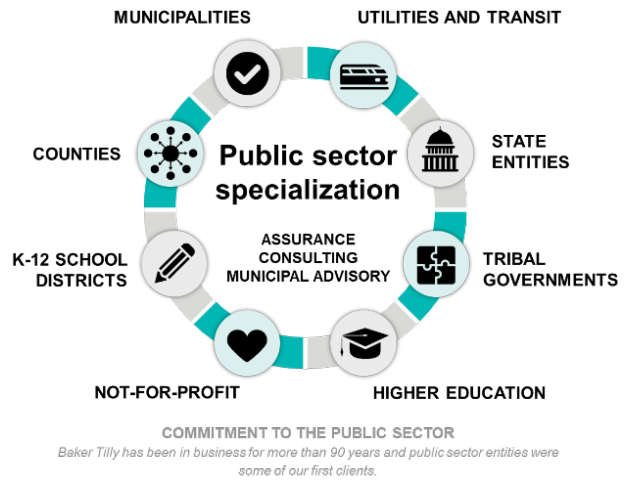 MUNICIPALITIES
UTILITIES AND TRANSIT
COUNTIES
Public sector
specialization
STATE
ENTITIES
K-12 SCHOOL
DISTRICTS
ASSURANCE
CONSULTING
MUNICIPAL ADVISORY
TRIBAL
GOVERNMENTS
NOT-FOR-PROFIT
HIGHER EDUCATION
COMMITMENT TO THE PUBLIC SECTOR
Baker Tilly has been in business for more than 90 years and public sector entities were
some of our first clients.